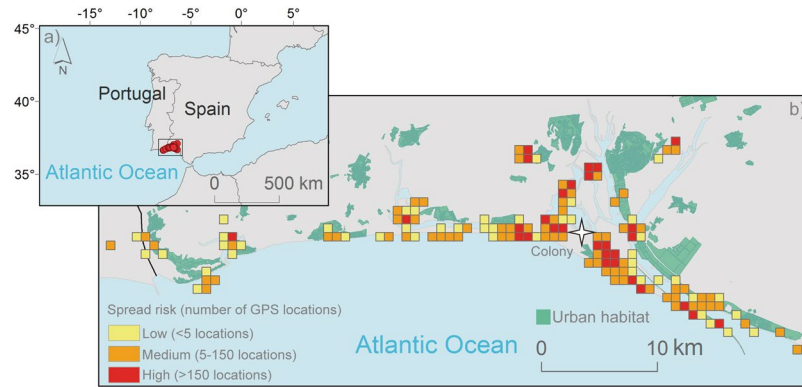 -15° -10° -5° 0° 5°
45°
a)
N
Portugal
Spain
40°
b)
35°
Atlantic Ocean
0 500 km
Colony
Spread risk (number of GPS locations)
Low (<5 locations)
Medium (5-150 locations)
High (>150 locations)
Atlantic Ocean
Urban habitat
0 10 km